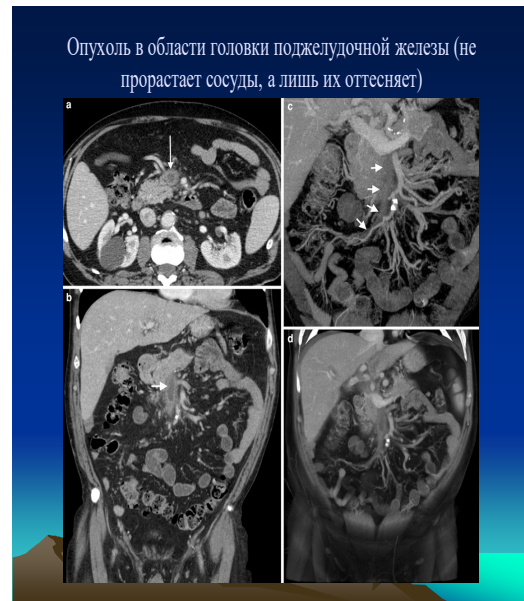 Опухоль в области головки поджелудочной железы (не
прорастает сосуды, а лишь их оттесняет)
a
c
b
d